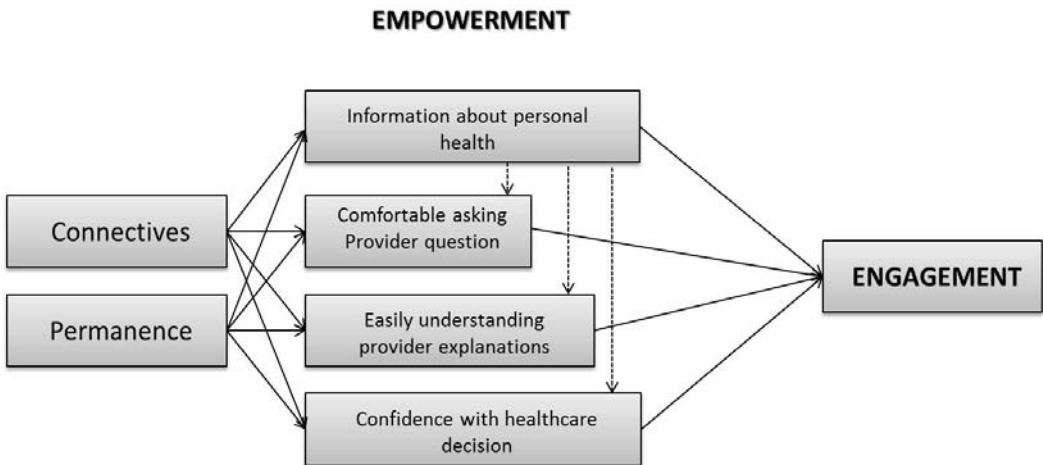 EMPOWERMENT
Information about personal
health
Connectives
Comfortable asking
Provider question
ENGAGEMENT
Permanence
Easily understanding
provider explanations
Confidence with healthcare
decision